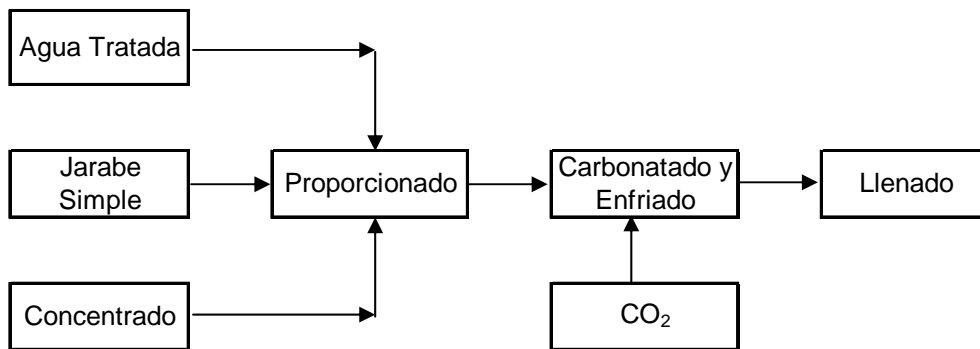 Agua Tratada
Jarabe
Simple
Proporcionado
Carbonatado y
Enfriado
Llenado
Concentrado
CO₂